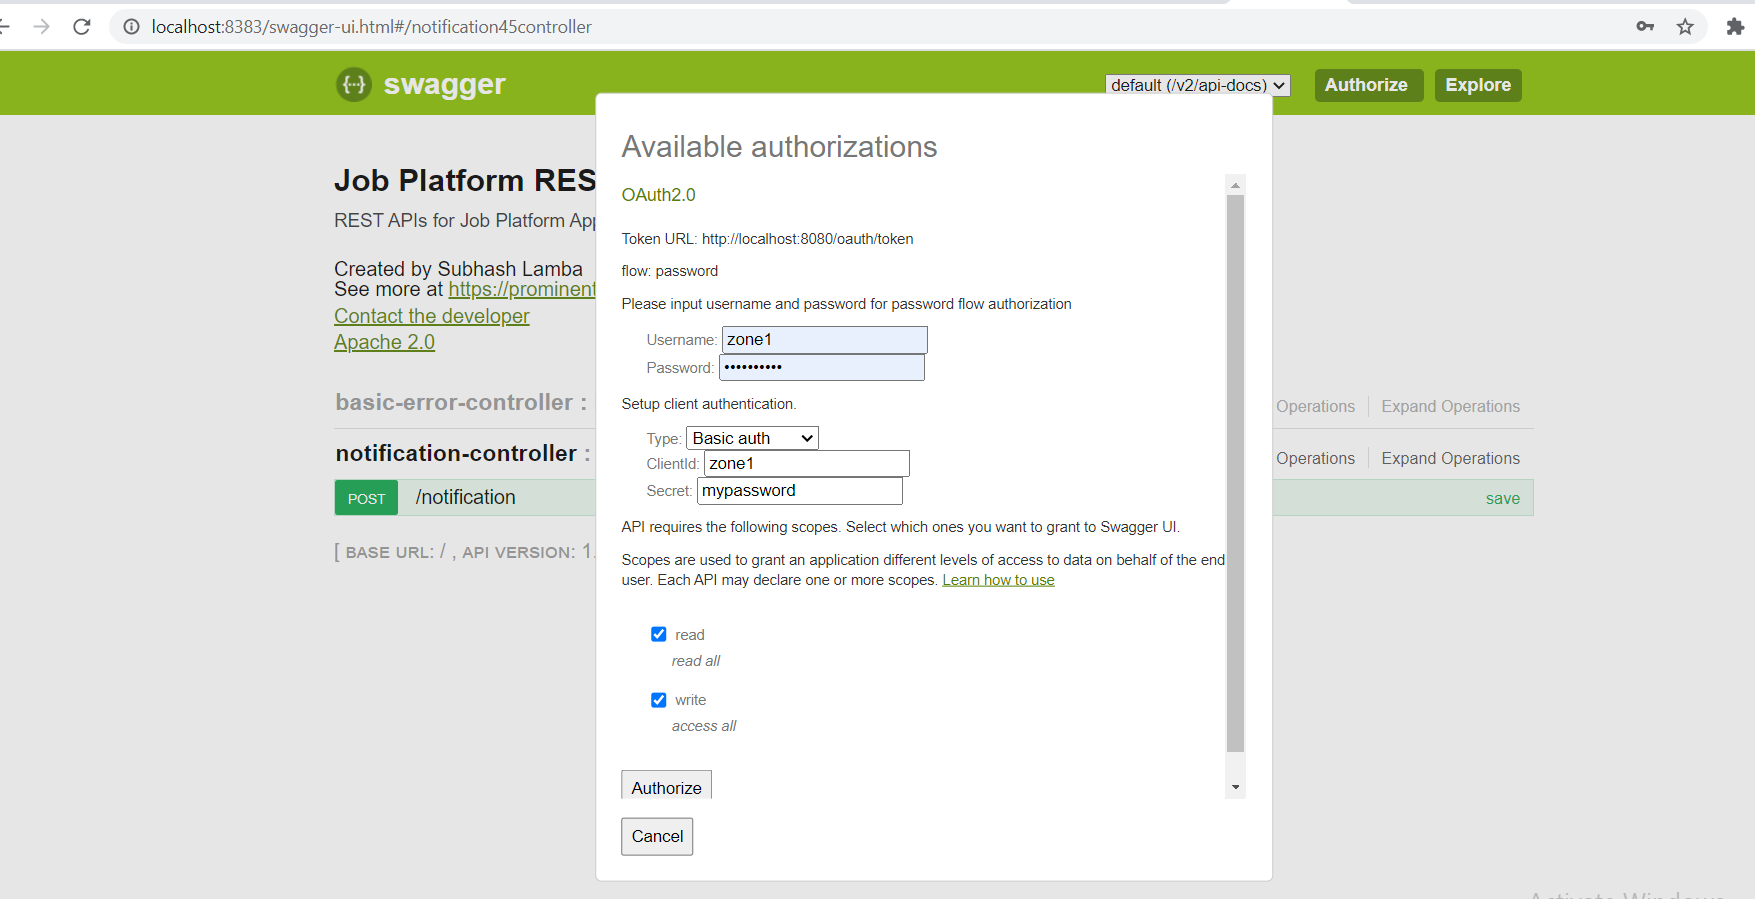 localhost:8383/swagger-ui.html#/notification45controller
{···} swagger
default (/v2/api-docs)
Authorize
Explore
Available authorizations
Job Platform RES
OAuth2.0
REST APIs for Job Platform App
Token URL: http://localhost:8080/oauth/token
Created by Subhash Lamba
flow: password
See more at https://prominent
Please input username and password for password flow authorization
Contact the developer
Username: zone1
Apache 2.0
Password: ••••••••••
basic-error-controller :
Setup client authentication.
Operations
Expand Operations
Type: Basic auth
notification-controller :
ClientId: zone1
Operations
Expand Operations
Secret: mypassword
POST /notification
save
API requires the following scopes. Select which ones you want to grant to Swagger UI.
[ BASE URL: / , API VERSION: 1.
Scopes are used to grant an application different levels of access to data on behalf of the end
user. Each API may declare one or more scopes. Learn how to use
read
read all
write
access all
Authorize
Cancel
Activate Windows